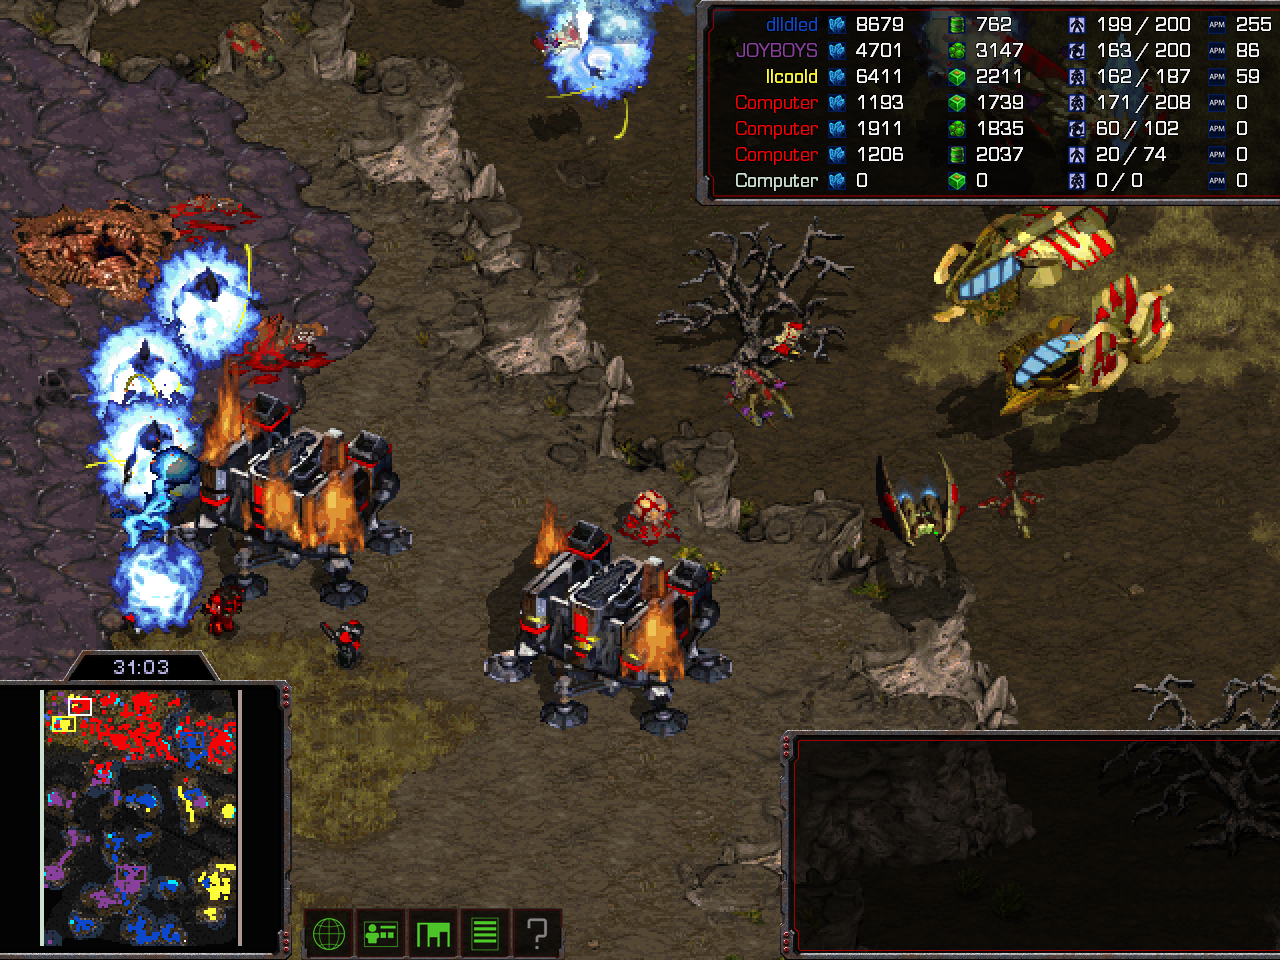 dlldled 8679 762 199 / 200 APM 255
JOYBOYS 4701 3147 163 / 200 APM 86
llcoold 6411 2211 162 / 187 APM 59
Computer 1193 1739 171 / 208 APM 0
Computer 1911 1835 60 / 102 APM 0
Computer 1206 2037 20 / 74 APM 0
Computer 0 0 0 / 0 APM 0
31:03
?